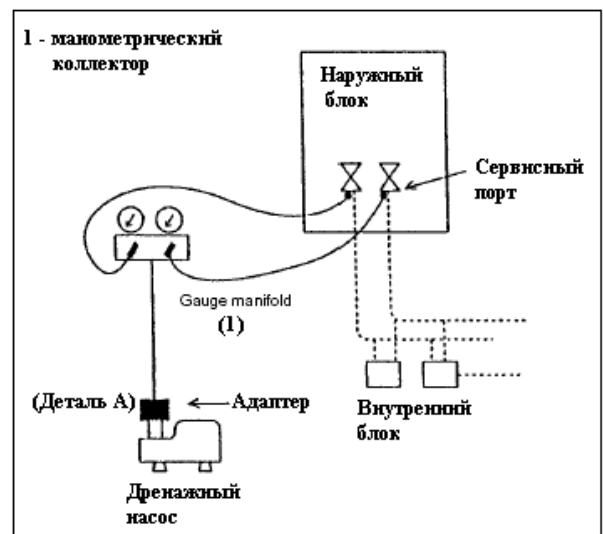 1 - манометрический
коллектор
Наружный
блок
Сервисный
порт
Gauge manifold
(1)
(Деталь А)
Адаптер
Внутренний
блок
Дренажный
насос